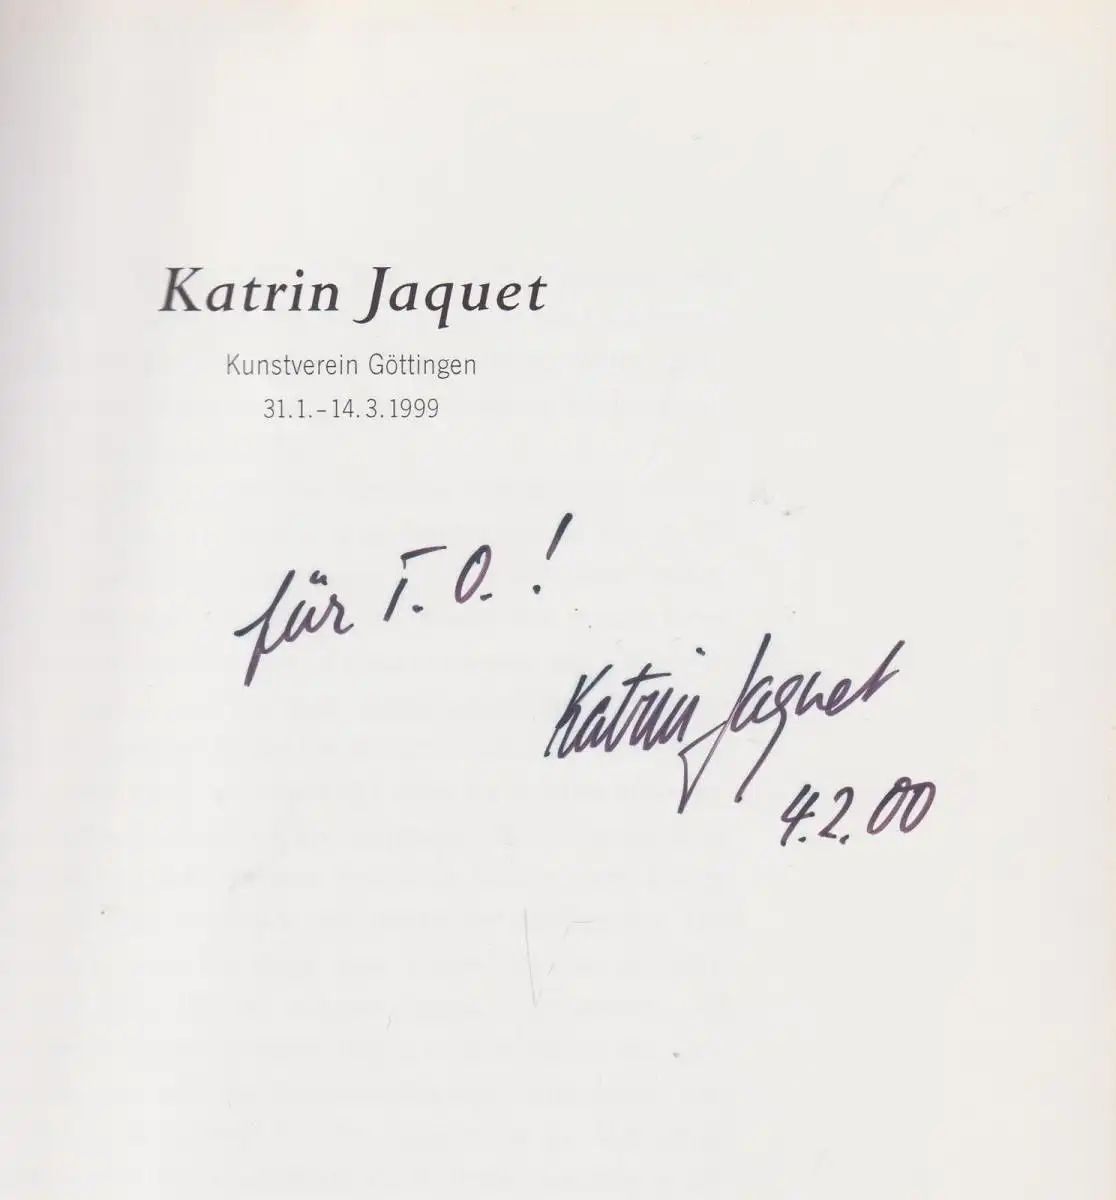 Katrin Jaquet
Kunstverein Göttingen
31.1.–14.3.1999
für T. O. !
Katrin Jaquet
4.2.00